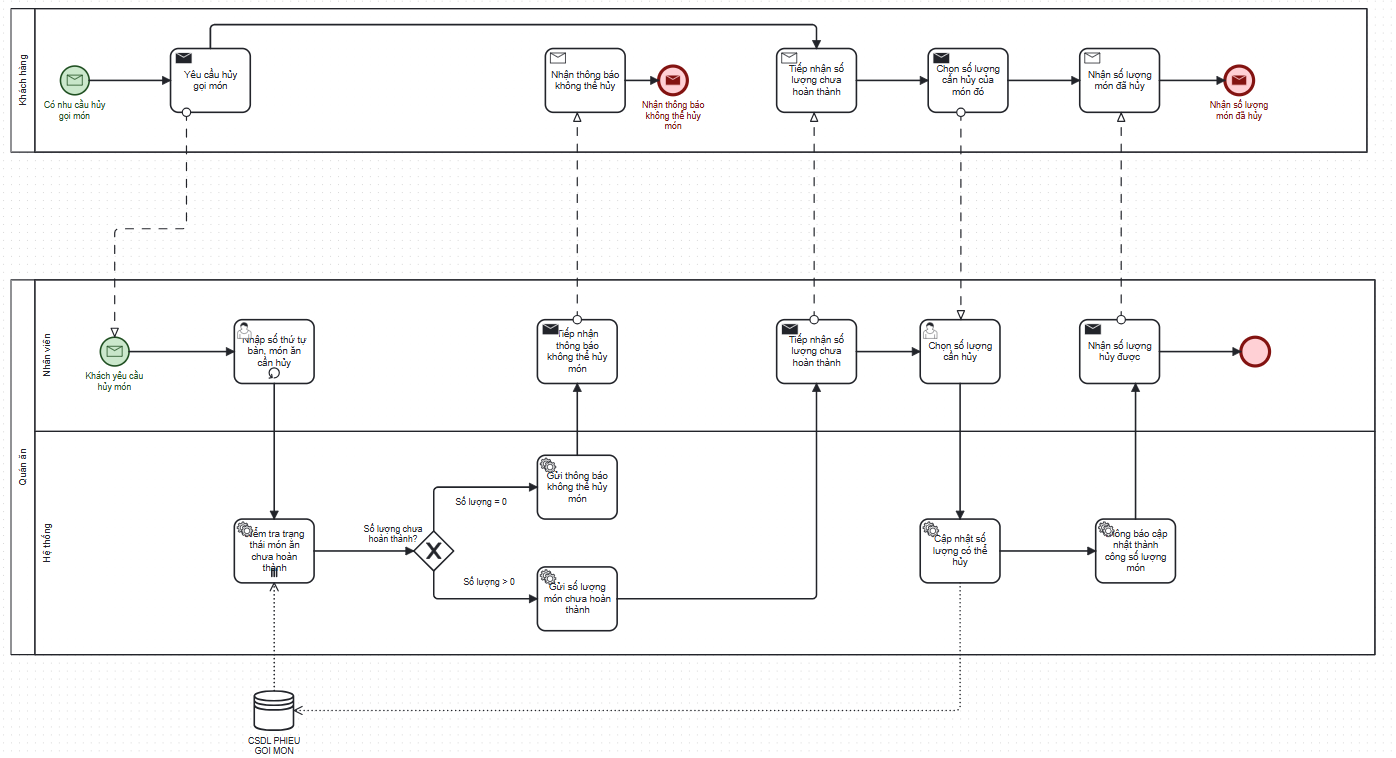 Khách hàng
Có nhu cầu hủy
gọi món
Yêu cầu hủy
gọi món
Nhận thông báo
không thể hủy
Nhận thông báo
không thể hủy
món
Tiếp nhận số
lượng chưa
hoàn thành
Chọn số lượng
cần hủy của
món đó
Nhận số lượng
món đã hủy
Nhận số lượng
món đã hủy
Quán ăn
Nhân viên
Khách yêu cầu
hủy món
Nhập số thứ tự
bàn, món ăn
cần hủy
Tiếp nhận
thông báo
không thể hủy
món
Tiếp nhận số
lượng chưa
hoàn thành
Chọn số lượng
cần hủy
Nhận số lượng
hủy được
Hệ thống
tra trạng
thái món ăn
chưa hoàn
thành
Số lượng chưa
hoàn thành?
Số lượng = 0
Số lượng > 0
Gửi thông báo
không thể hủy
món
Gửi số lượng
món chưa hoàn
thành
Cập nhật số
lượng có thể
hủy
báo cập
nhật thành
công số lượng
món
CSDL PHIEU
GOI MON